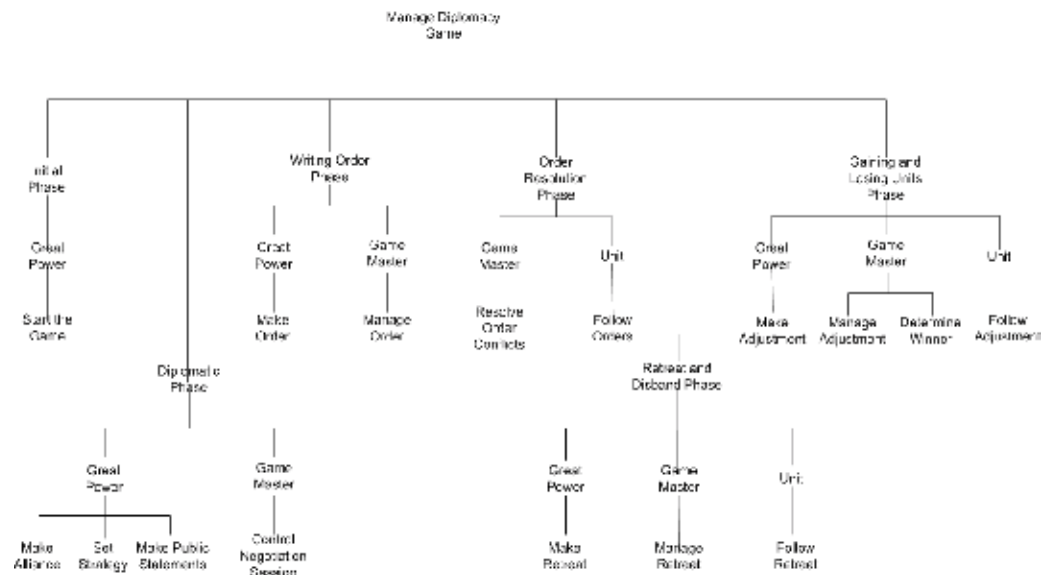 Manage Diplomacy
Game
Initial
Phase
Writing Order
Phase
Order
Resolution
Phase
Gaining and
Losing Units
Phase
Great
Power
Great
Power
Game
Master
Game
Master
Unit
Great
Power
Game
Master
Unit
Start the
Game
Make
Order
Manage
Order
Resolve
Order
Conflicts
Follow
Orders
Make
Adjustment
Manage
Adjustment
Determine
Winner
Follow
Adjustment
Diplomatic
Phase
Retreat and
Disband Phase
Great
Power
Game
Master
Great
Power
Game
Master
Unit
Make
Alliance
Set
Strategy
Make Public
Statements
Control
Negotiation
Session
Make
Retreat
Manage
Retreat
Follow
Retreat